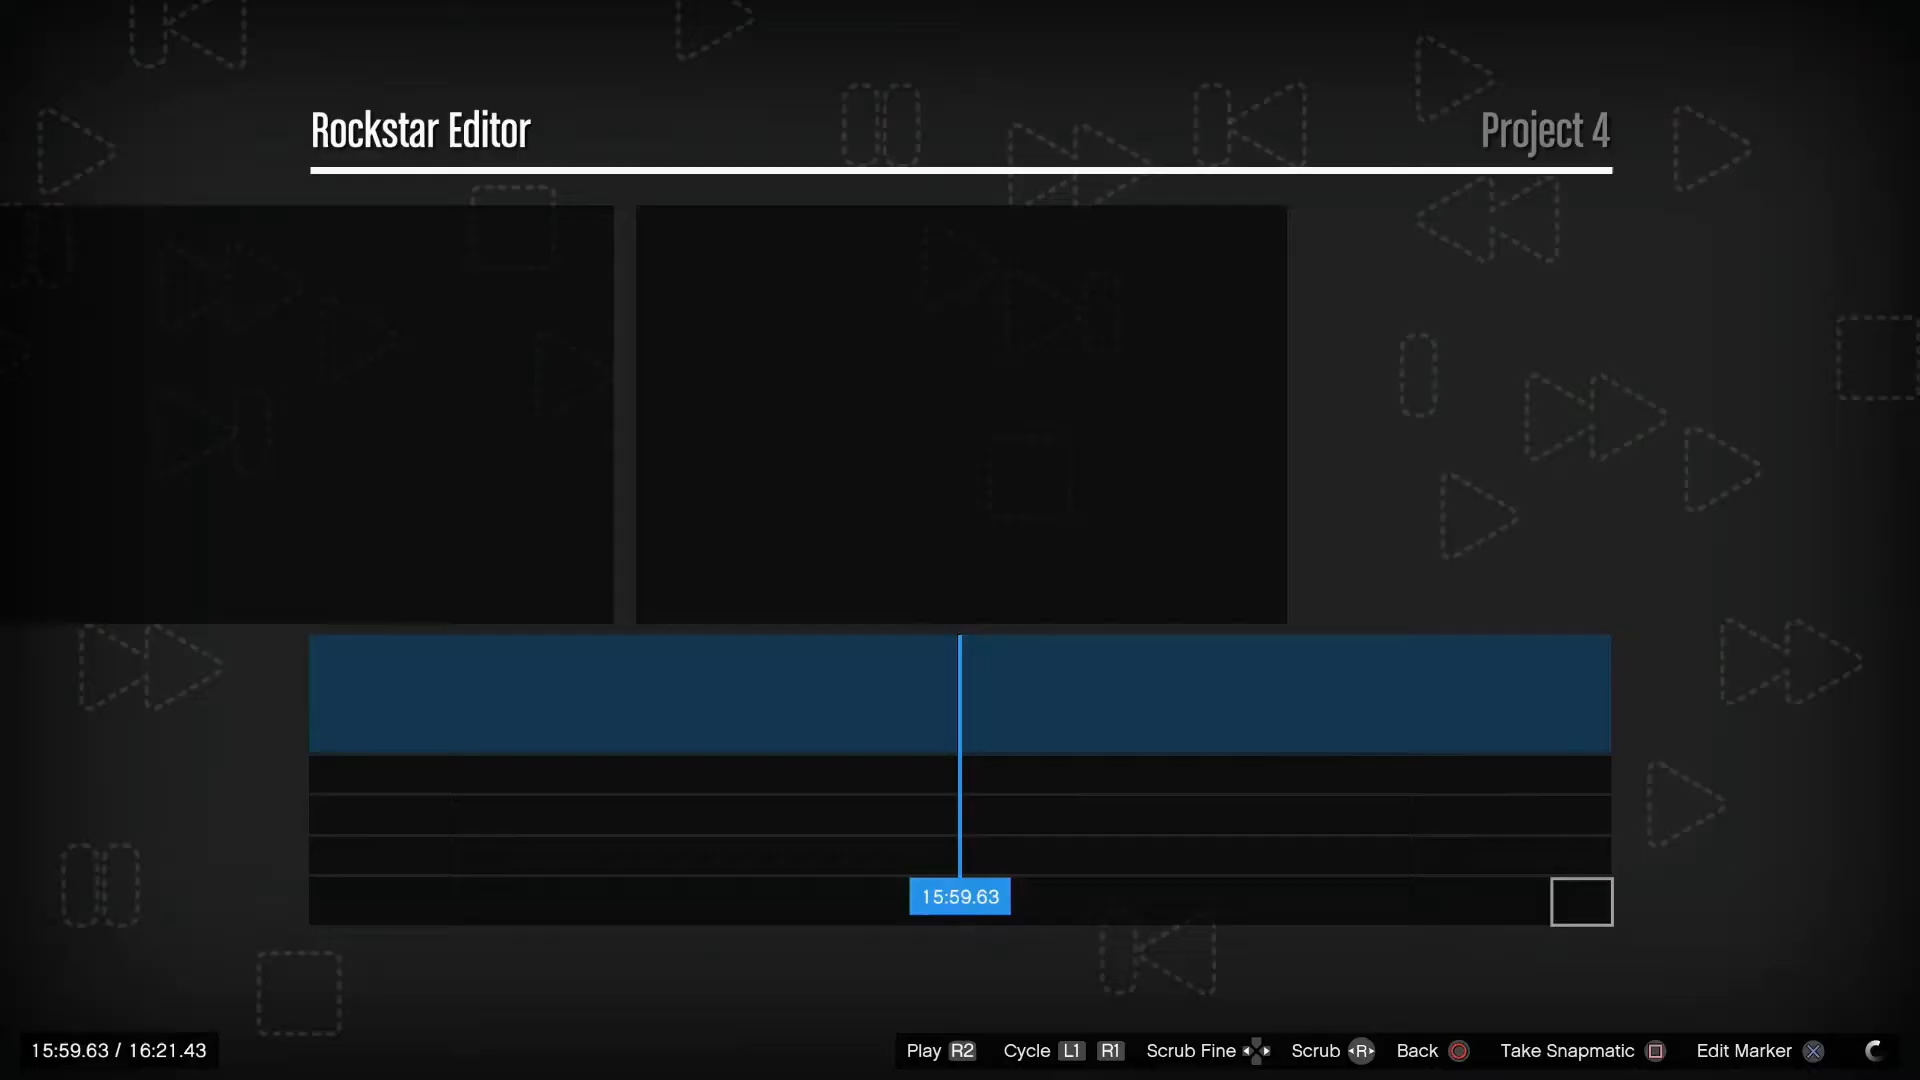 Rockstar Editor
Project 4
15:59.63
15:59.63 / 16:21.43
Play R2 Cycle L1 R1 Scrub Fine Scrub R Back Take Snapmatic Edit Marker